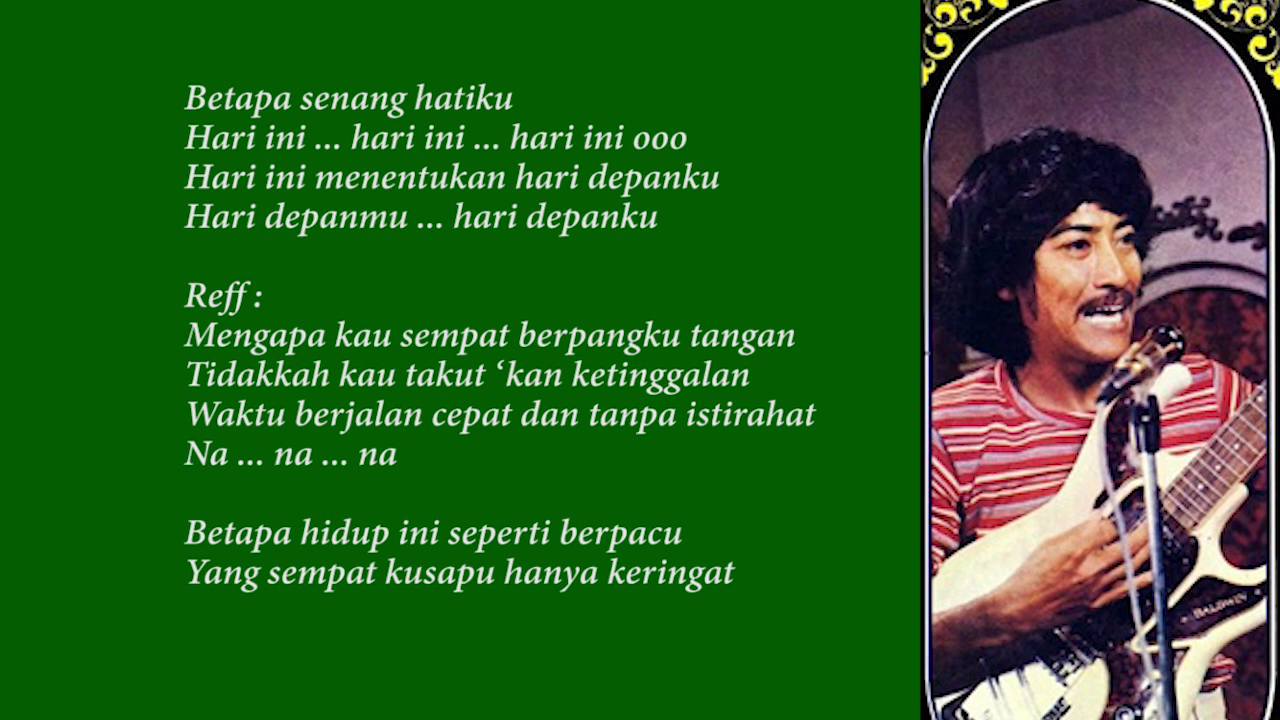 Betapa senang hatiku
Hari ini ... hari ini ... hari ini ooo
Hari ini menentukan hari depanku
Hari depanmu ... hari depanku
Reff :
Mengapa kau sempat berpangku tangan
Tidakkah kau takut ‘kan ketinggalan
Waktu berjalan cepat dan tanpa istirahat
Na ... na ... na
Betapa hidup ini seperti berpacu
Yang sempat kusapu hanya keringat
BALDWIN